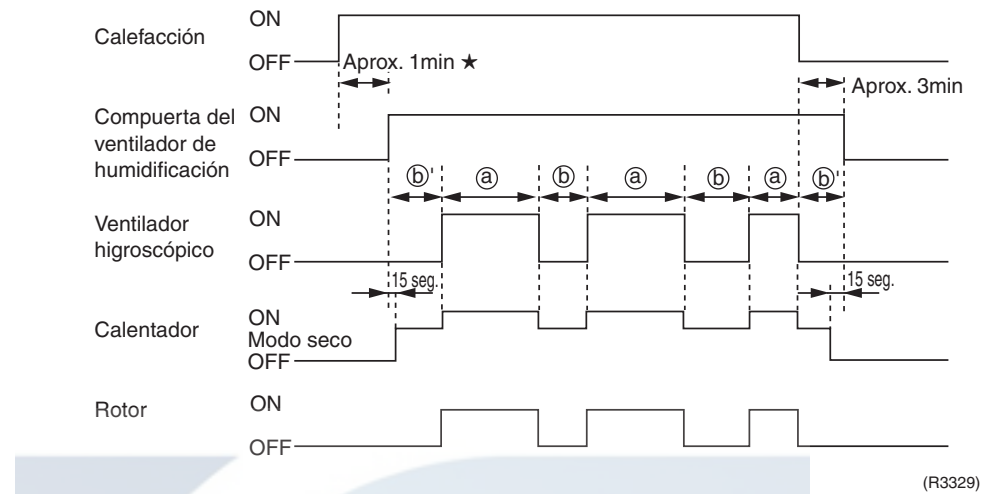 Calefacción
ON
OFF
Aprox. 1min ★
Aprox. 3min
Compuerta del
ventilador de
humidificación
ON
OFF
ⓑ' ⓐ ⓑ ⓐ ⓑ ⓐ ⓑ'
Ventilador
higroscópico
ON
OFF
15 seg.
15 seg.
Calentador
ON
Modo seco
OFF
Rotor
ON
OFF
(R3329)